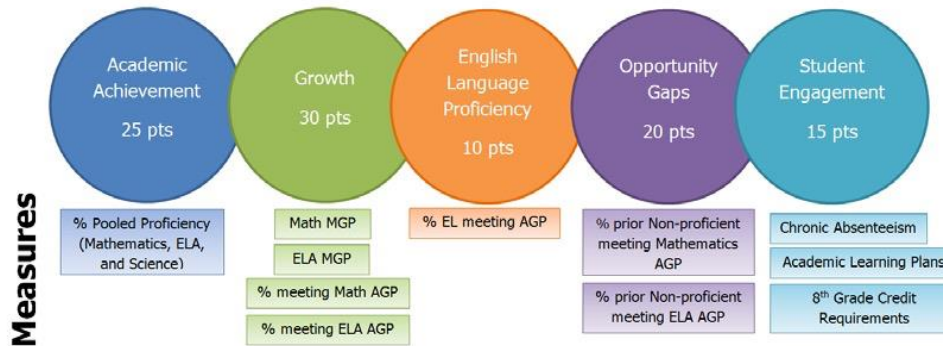 Academic
Achievement
25 pts
Growth
30 pts
English
Language
Proficiency
10 pts
Opportunity
Gaps
20 pts
Student
Engagement
15 pts
Measures
% Pooled Proficiency
(Mathematics, ELA,
and Science)
Math MGP
ELA MGP
% meeting Math AGP
% meeting ELA AGP
% EL meeting AGP
% prior Non-proficient
meeting Mathematics
AGP
% prior Non-proficient
meeting ELA AGP
Chronic Absenteeism
Academic Learning Plans
8th Grade Credit
Requirements